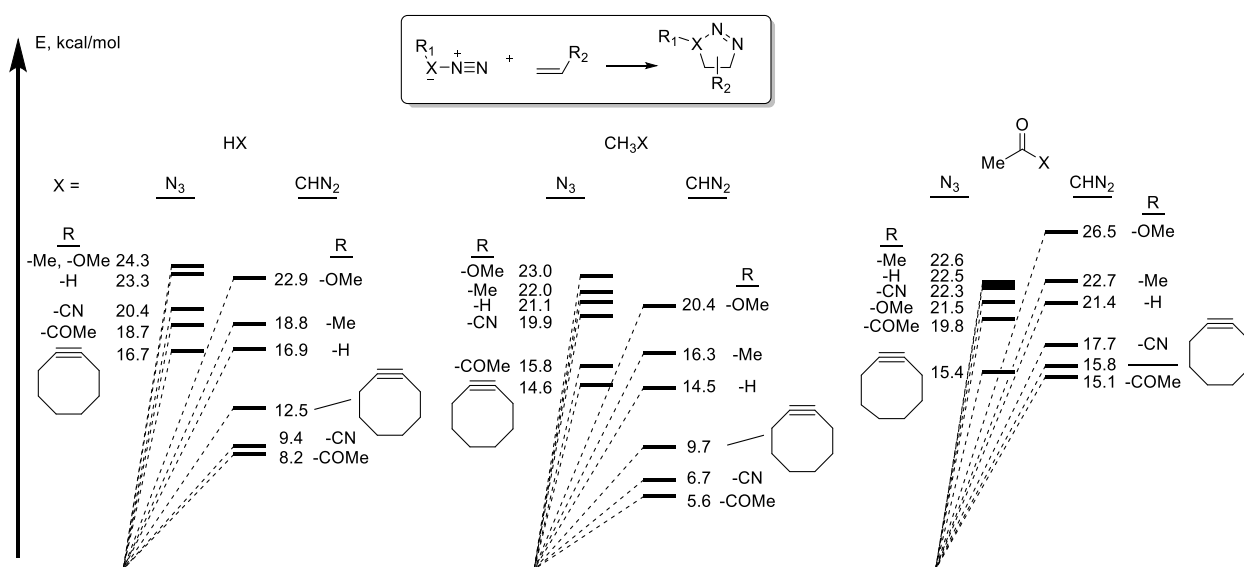 E, kcal/mol
R1
X
−
+
N≡N
+
R2
R1
X
N
N
R2
HX
X =
N3
CHN2
R
-Me, -OMe 24.3
-H 23.3
-CN 20.4
-COMe 18.7
16.7
R
22.9 -OMe
18.8 -Me
16.9 -H
12.5
9.4 -CN
8.2 -COMe
CH3X
N3
CHN2
R
-OMe 23.0
-Me 22.0
-H 21.1
-CN 19.9
-COMe 15.8
14.6
R
20.4 -OMe
16.3 -Me
14.5 -H
9.7
6.7 -CN
5.6 -COMe
O
Me
X
N3
CHN2
R
-Me 22.6
-H 22.5
-CN 22.3
-OMe 21.5
-COMe 19.8
15.4
R
26.5 -OMe
22.7 -Me
21.4 -H
17.7 -CN
15.8
15.1 -COMe